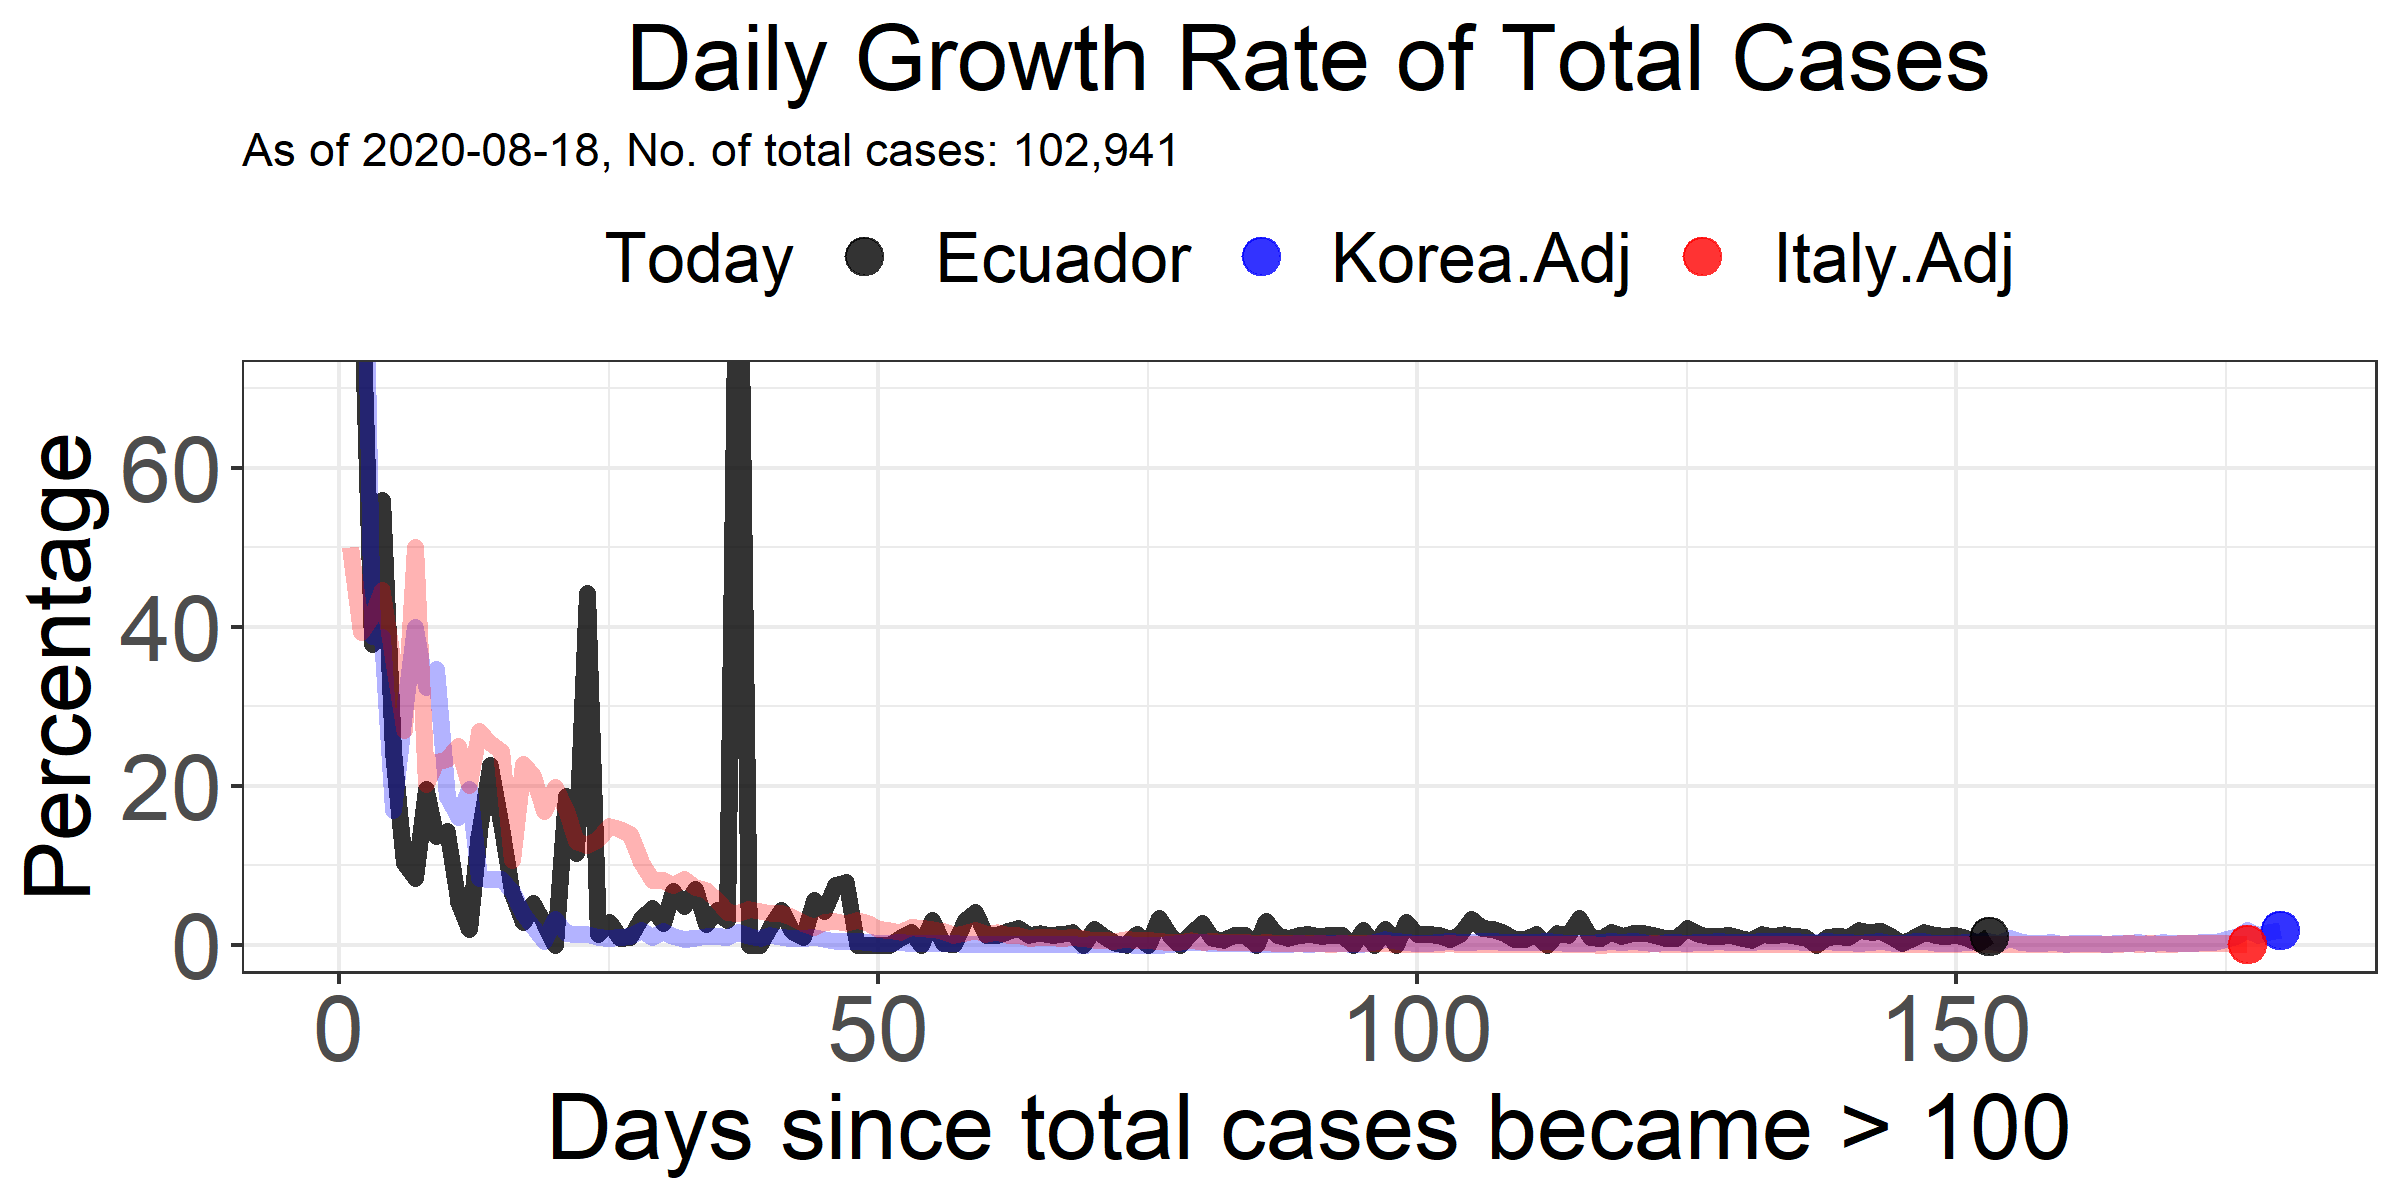 Daily Growth Rate of Total Cases
As of 2020-08-18, No. of total cases: 102,941
Today Ecuador Korea.Adj Italy.Adj
Percentage
60
40
20
0
0 50 100 150
Days since total cases became > 100